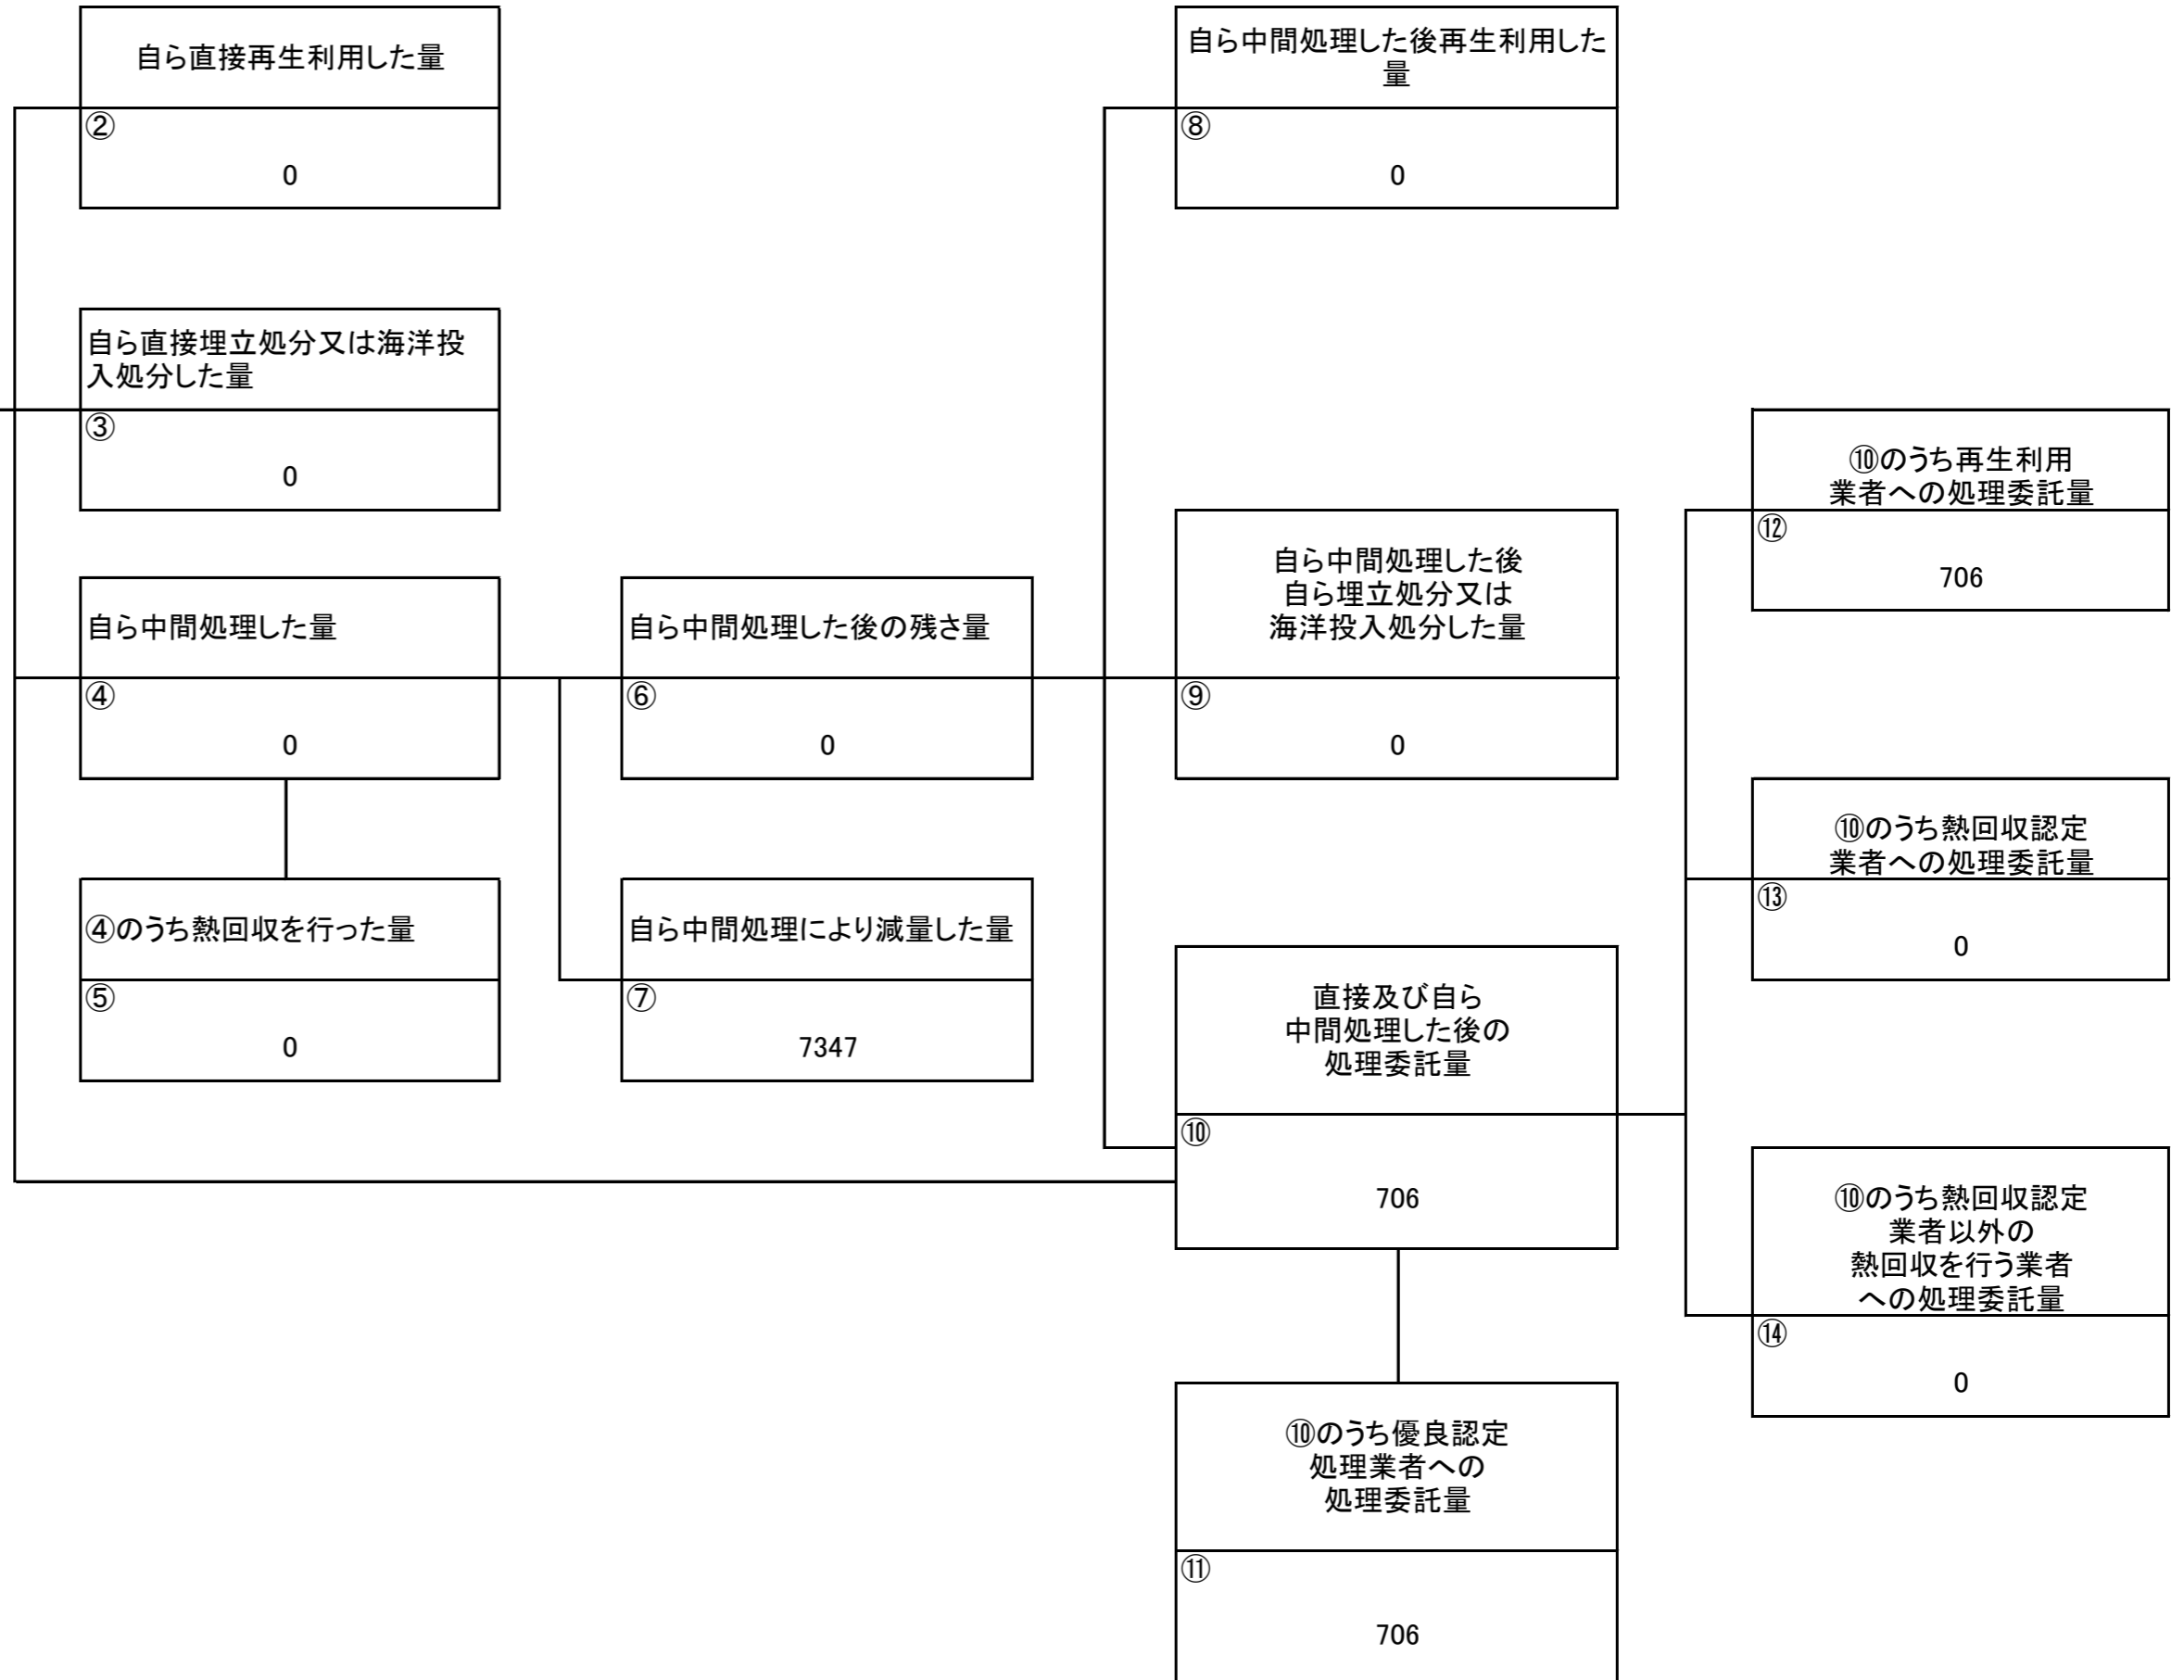 自ら直接再生利用した量
②
0
自ら中間処理した後再生利用した
量
⑧
0
自ら直接埋立処分又は海洋投
入処分した量
③
0
⑩のうち再生利用
業者への処理委託量
⑫
706
自ら中間処理した量
④
0
自ら中間処理した後の残さ量
⑥
0
自ら中間処理した後
自ら埋立処分又は
海洋投入処分した量
⑨
0
⑩のうち熱回収認定
業者への処理委託量
⑬
0
④のうち熱回収を行った量
⑤
0
自ら中間処理により減量した量
⑦
7347
直接及び自ら
中間処理した後の
処理委託量
⑩
706
⑩のうち熱回収認定
業者以外の
熱回収を行う業者
への処理委託量
⑭
0
⑩のうち優良認定
処理業者への
処理委託量
⑪
706